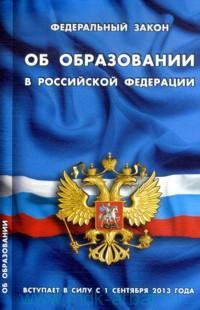 ФЕДЕРАЛЬНЫЙ ЗАКОН
ОБ ОБРАЗОВАНИИ
В РОССИЙСКОЙ ФЕДЕРАЦИИ
ОБ ОБРАЗОВАНИИ
ВСТУПАЕТ В СИЛУ С 1 СЕНТЯБРЯ 2013 ГОДА